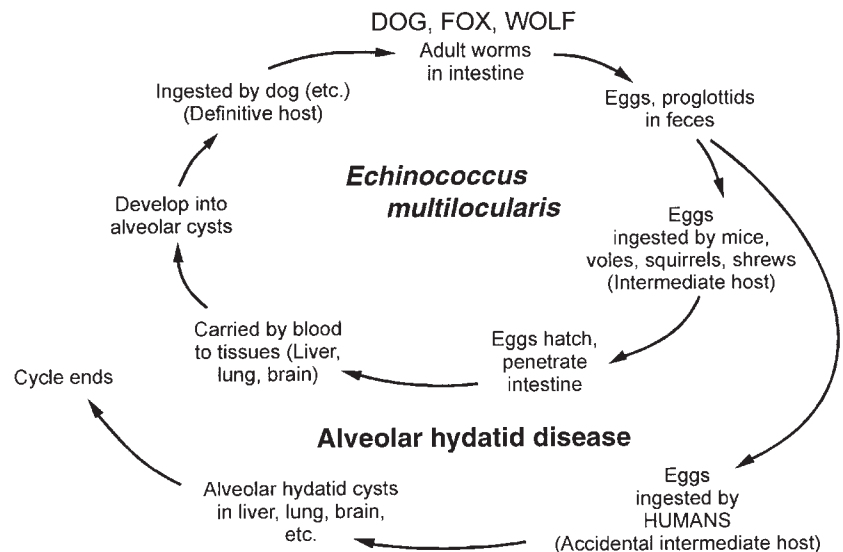 DOG, FOX, WOLF
Adult worms
in intestine
Eggs, proglottids
in feces
Eggs
ingested by mice,
voles, squirrels, shrews
(Intermediate host)
Eggs hatch,
penetrate
intestine
Carried by blood
to tissues (Liver,
lung, brain)
Develop into
alveolar cysts
Ingested by dog (etc.)
(Definitive host)
Echinococcus
multilocularis
Eggs
ingested by
HUMANS
(Accidental intermediate host)
Alveolar hydatid cysts
in liver, lung, brain,
etc.
Cycle ends
Alveolar hydatid disease